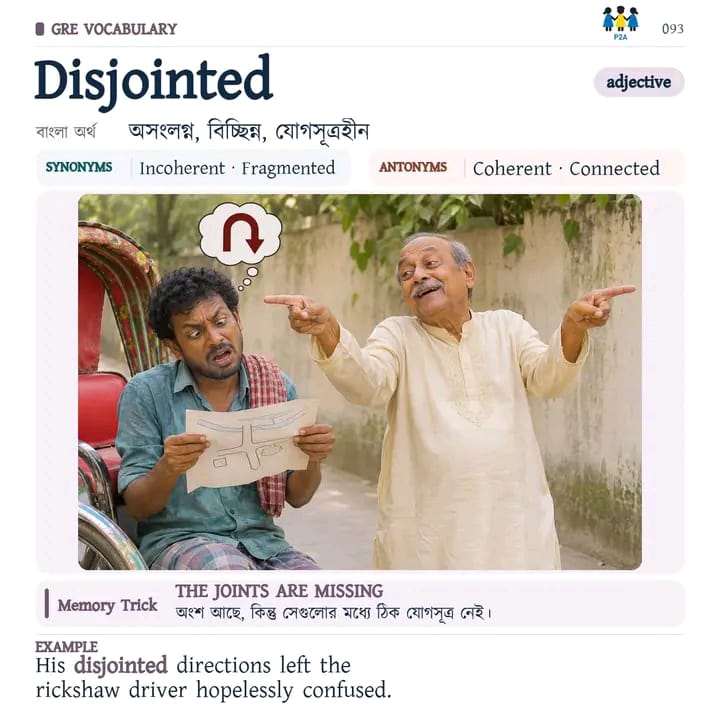 GRE VOCABULARY
P2A
093
Disjointed
adjective
বাংলা অর্থ অসংলগ্ন, বিচ্ছিন্ন, যোগসূত্রহীন
SYNONYMS Incoherent · Fragmented
ANTONYMS Coherent · Connected
Memory Trick
THE JOINTS ARE MISSING
অংশ আছে, কিন্তু সেগুলোর মধ্যে ঠিক যোগসূত্র নেই।
EXAMPLE
His disjointed directions left the
rickshaw driver hopelessly confused.